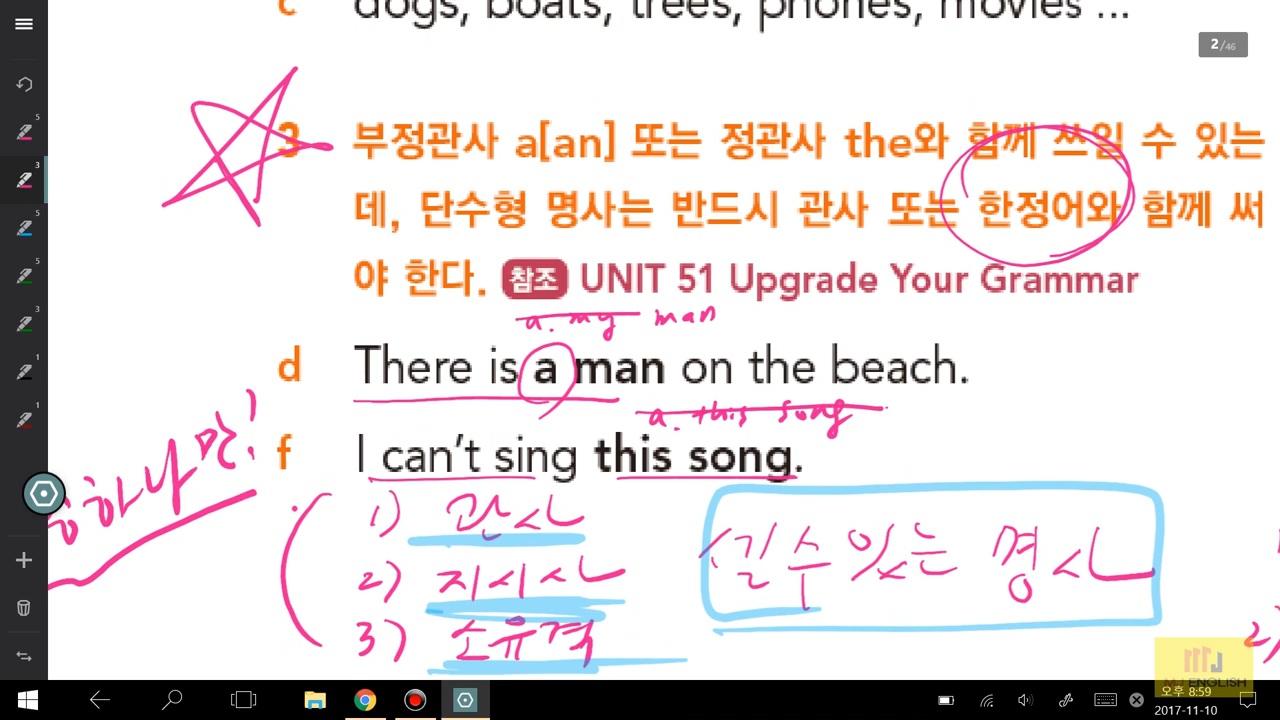 c dogs, boats, trees, phones, movies ...
2/46
3 부정관사 a[an] 또는 정관사 the와 함께 쓰일 수 있는
데, 단수형 명사는 반드시 관사 또는 한정어와 함께 써
야 한다. 참조 UNIT 51 Upgrade Your Grammar
a. my man
d There is a man on the beach.
a. this song
f I can't sing this song.
하나만!
1) 관사
2) 지시사
3) 소유격
셀 수 있는 명사
2)
MJ ENGLISH
오후 8:59
2017-11-10